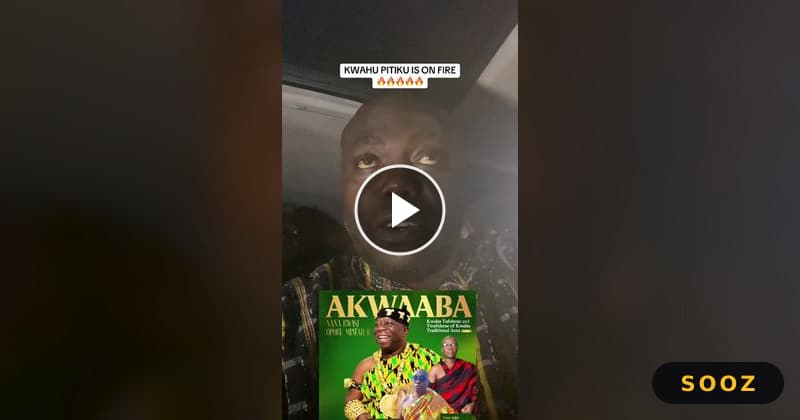 KWAHU PITIKU IS ON FIRE
🔥🔥🔥🔥🔥
AKWAABA
NANA KWASI
OPOKU MINTAH II
Kwahu Tafohene and
Twafohene of Kwahu
Traditional Area
SOOZ